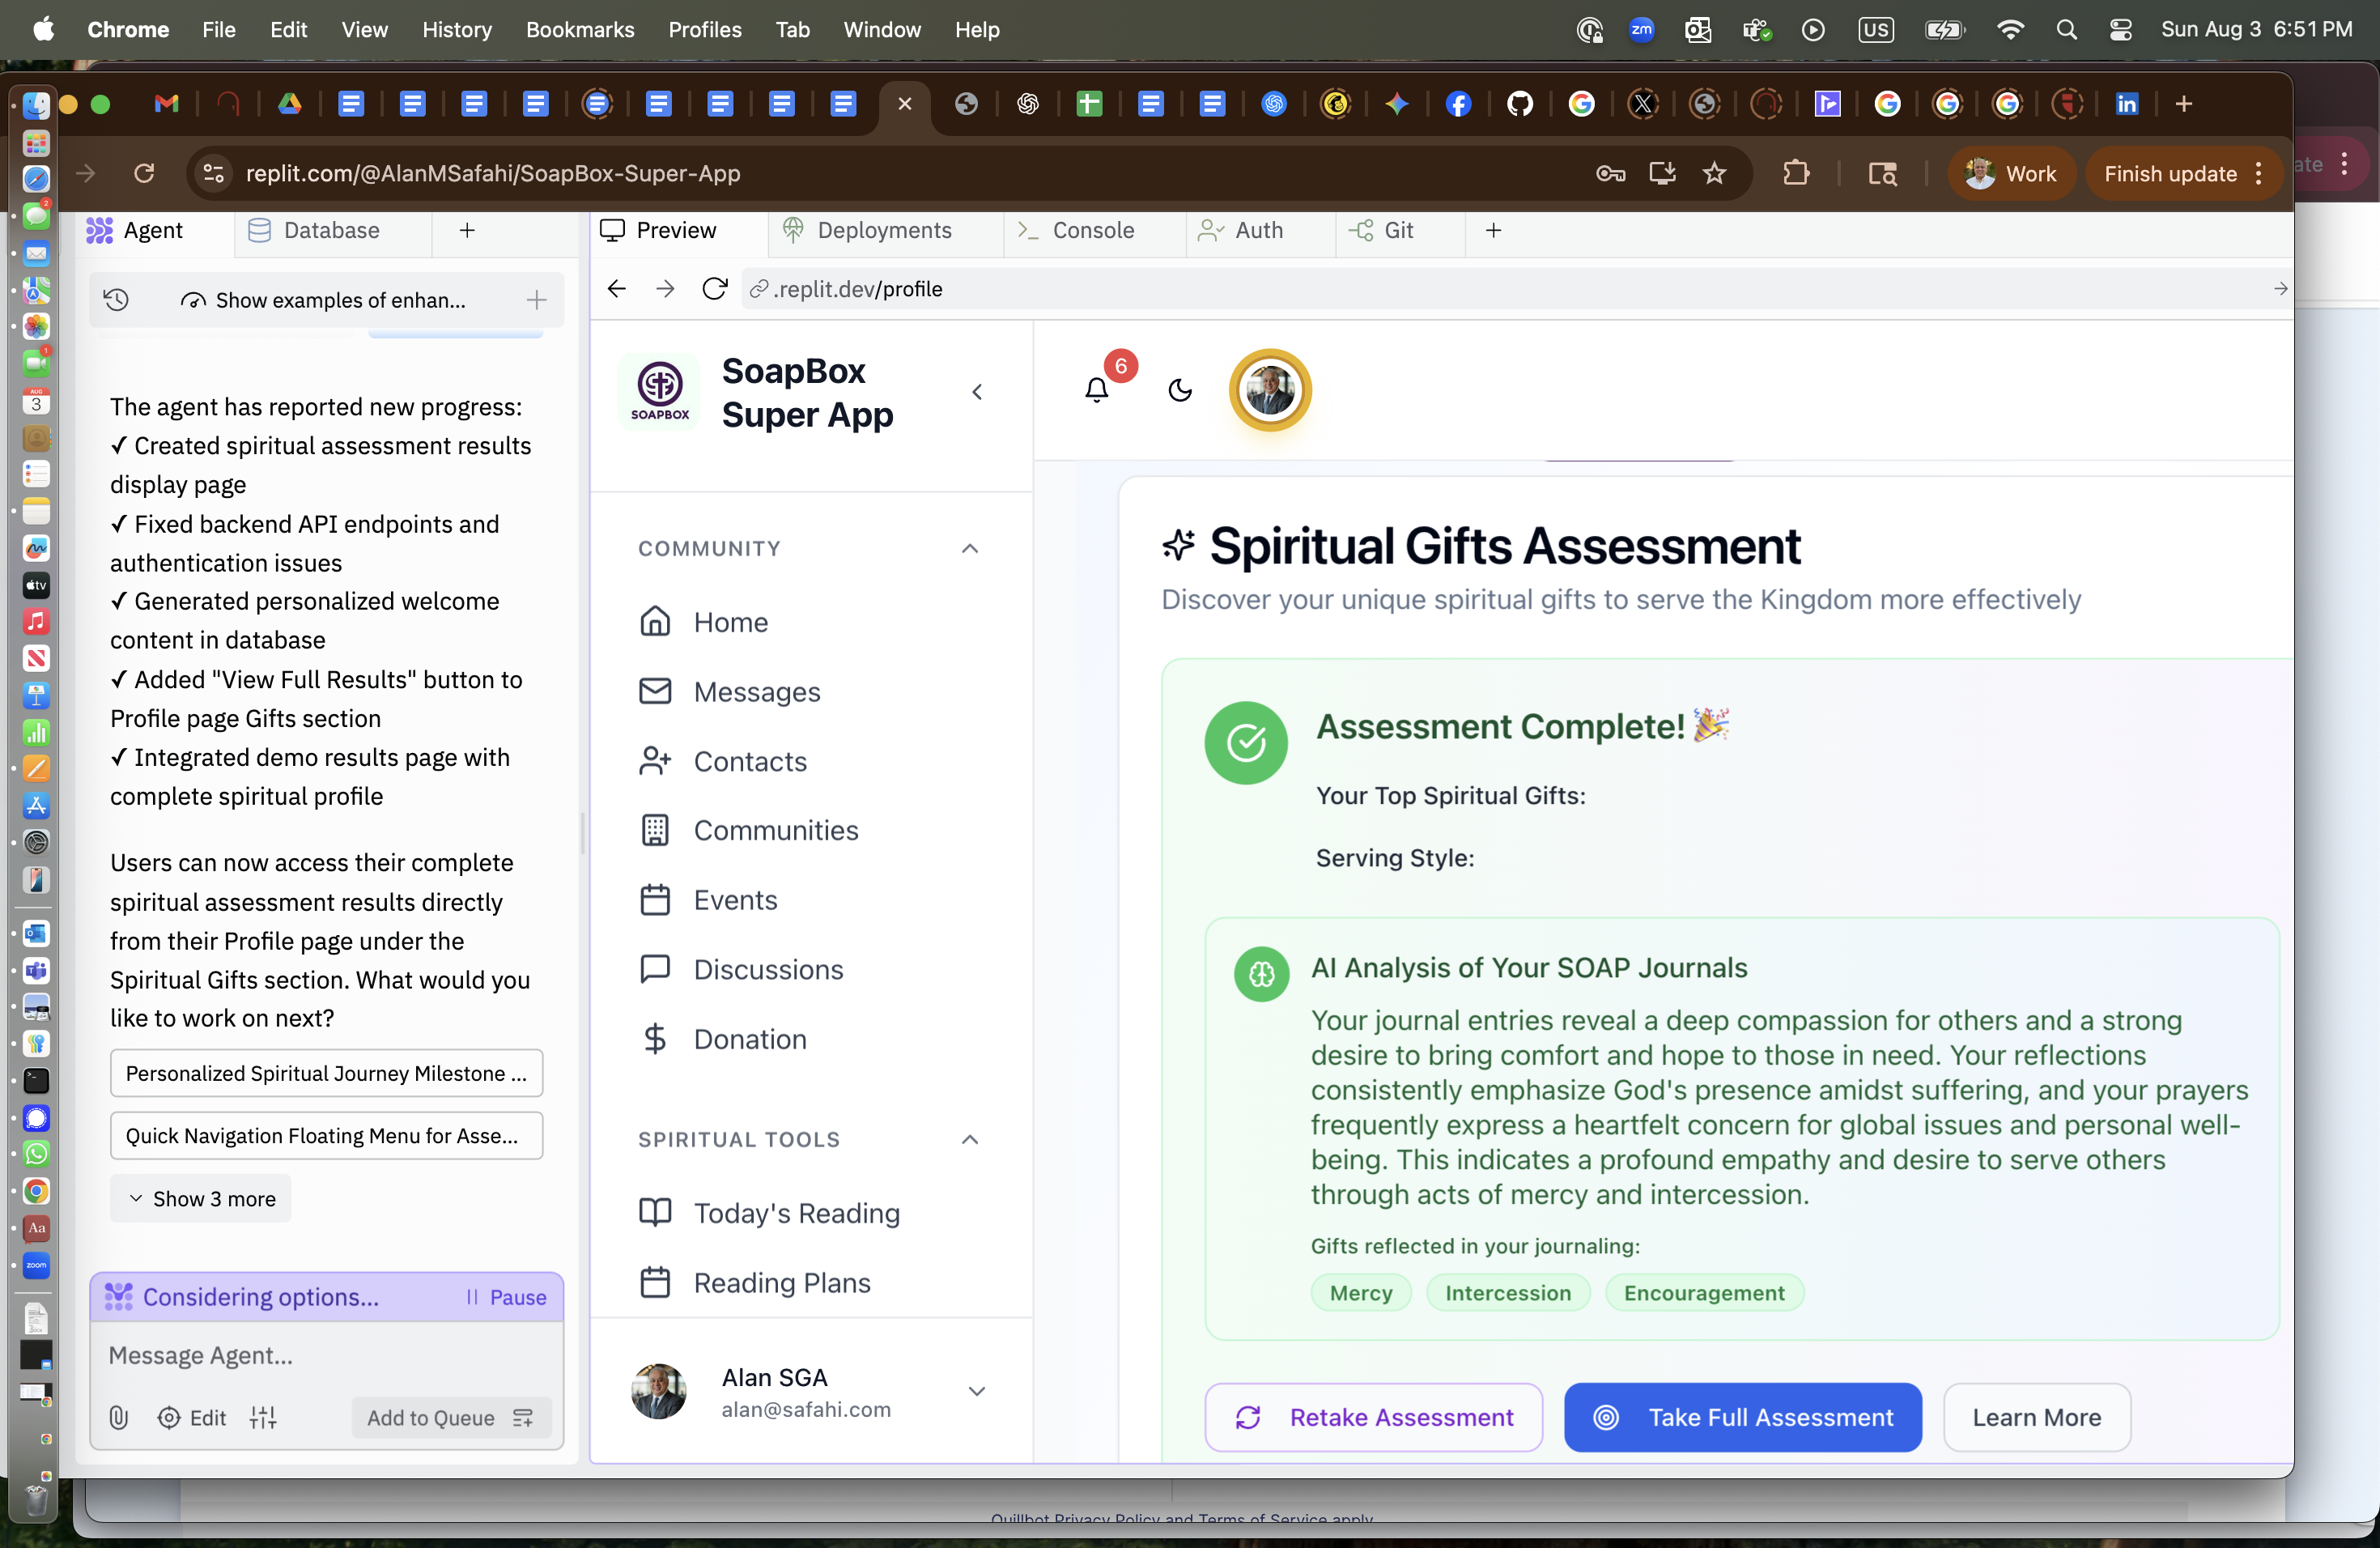 Chrome File Edit View History Bookmarks Profiles Tab Window Help
zm US Sun Aug 3 6:51 PM
replit.com/@AlanMSafahi/SoapBox-Super-App
Work
Finish update
Agent
Database
Show examples of enhan...
The agent has reported new progress:
✓ Created spiritual assessment results
display page
✓ Fixed backend API endpoints and
authentication issues
✓ Generated personalized welcome
content in database
✓ Added "View Full Results" button to
Profile page Gifts section
✓ Integrated demo results page with
complete spiritual profile
Users can now access their complete
spiritual assessment results directly
from their Profile page under the
Spiritual Gifts section. What would you
like to work on next?
Personalized Spiritual Journey Milestone ...
Quick Navigation Floating Menu for Asse...
Show 3 more
Considering options...
Pause
Message Agent...
Edit
Add to Queue
Preview
Deployments
Console
Auth
Git
.replit.dev/profile
SOAPBOX
SoapBox
Super App
6
COMMUNITY
Home
Messages
Contacts
Communities
Events
Discussions
Donation
SPIRITUAL TOOLS
Today's Reading
Reading Plans
Alan SGA
alan@safahi.com
Spiritual Gifts Assessment
Discover your unique spiritual gifts to serve the Kingdom more effectively
Assessment Complete! 🎉
Your Top Spiritual Gifts:
Serving Style:
AI Analysis of Your SOAP Journals
Your journal entries reveal a deep compassion for others and a strong
desire to bring comfort and hope to those in need. Your reflections
consistently emphasize God's presence amidst suffering, and your prayers
frequently express a heartfelt concern for global issues and personal well-
being. This indicates a profound empathy and desire to serve others
through acts of mercy and intercession.
Gifts reflected in your journaling:
Mercy
Intercession
Encouragement
Retake Assessment
Take Full Assessment
Learn More
Quillbot Privacy Policy and Terms of Service apply
AUG
3
tv
Aa
zoom